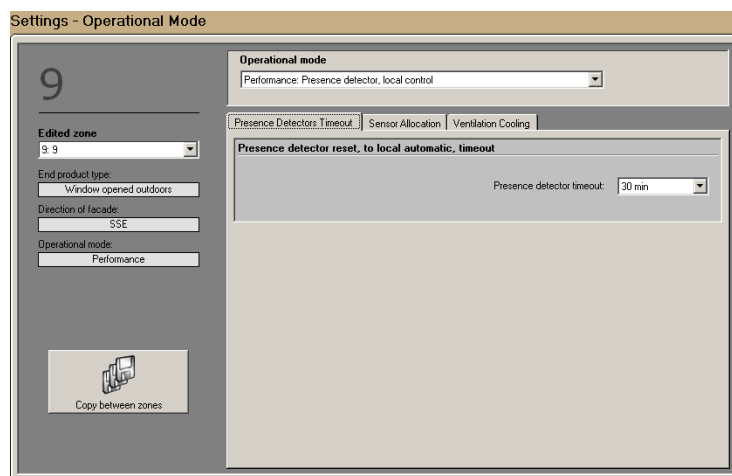 Settings - Operational Mode
9
Edited zone
9: 9
End product type:
Window opened outdoors
Direction of facade:
SSE
Operational mode:
Performance
Copy between zones
Operational mode
Performance: Presence detector, local control
Presence Detectors Timeout Sensor Allocation Ventilation Cooling
Presence detector reset, to local automatic, timeout
Presence detector timeout: 30 min